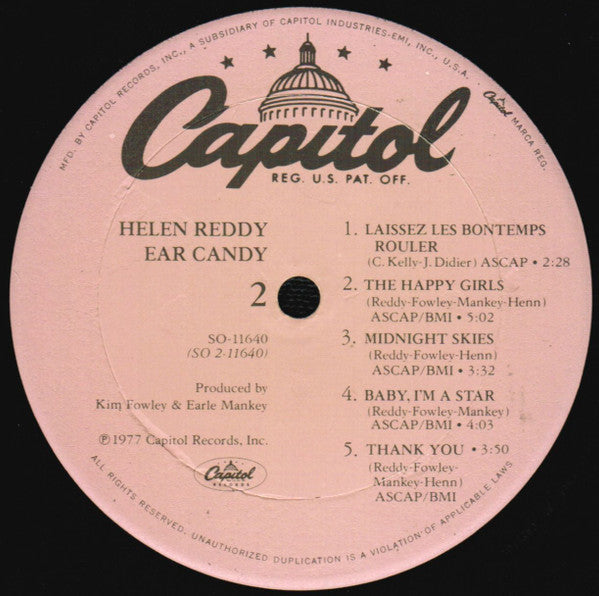 MFD. BY CAPITOL RECORDS, INC., A SUBSIDIARY OF CAPITOL INDUSTRIES-EMI, INC., U.S.A.
Capitol MARCA REG.
Capitol
REG. U.S. PAT. OFF.
HELEN REDDY
EAR CANDY
2
SO-11640
(SO 2-11640)
Produced by
Kim Fowley & Earle Mankey
℗1977 Capitol Records, Inc.
Capitol
RECORDS
1. LAISSEZ LES BONTEMPS
ROULER
(C. Kelly-J. Didier) ASCAP • 2:28
2. THE HAPPY GIRLS
(Reddy-Fowley-Mankey-Henn)
ASCAP/BMI • 5:02
3. MIDNIGHT SKIES
(Reddy-Fowley-Henn)
ASCAP/BMI • 3:32
4. BABY, I'M A STAR
(Reddy-Fowley-Mankey)
ASCAP/BMI • 4:03
5. THANK YOU • 3:50
(Reddy-Fowley-
Mankey-Henn)
ASCAP/BMI
ALL RIGHTS RESERVED. UNAUTHORIZED DUPLICATION IS A VIOLATION OF APPLICABLE LAWS